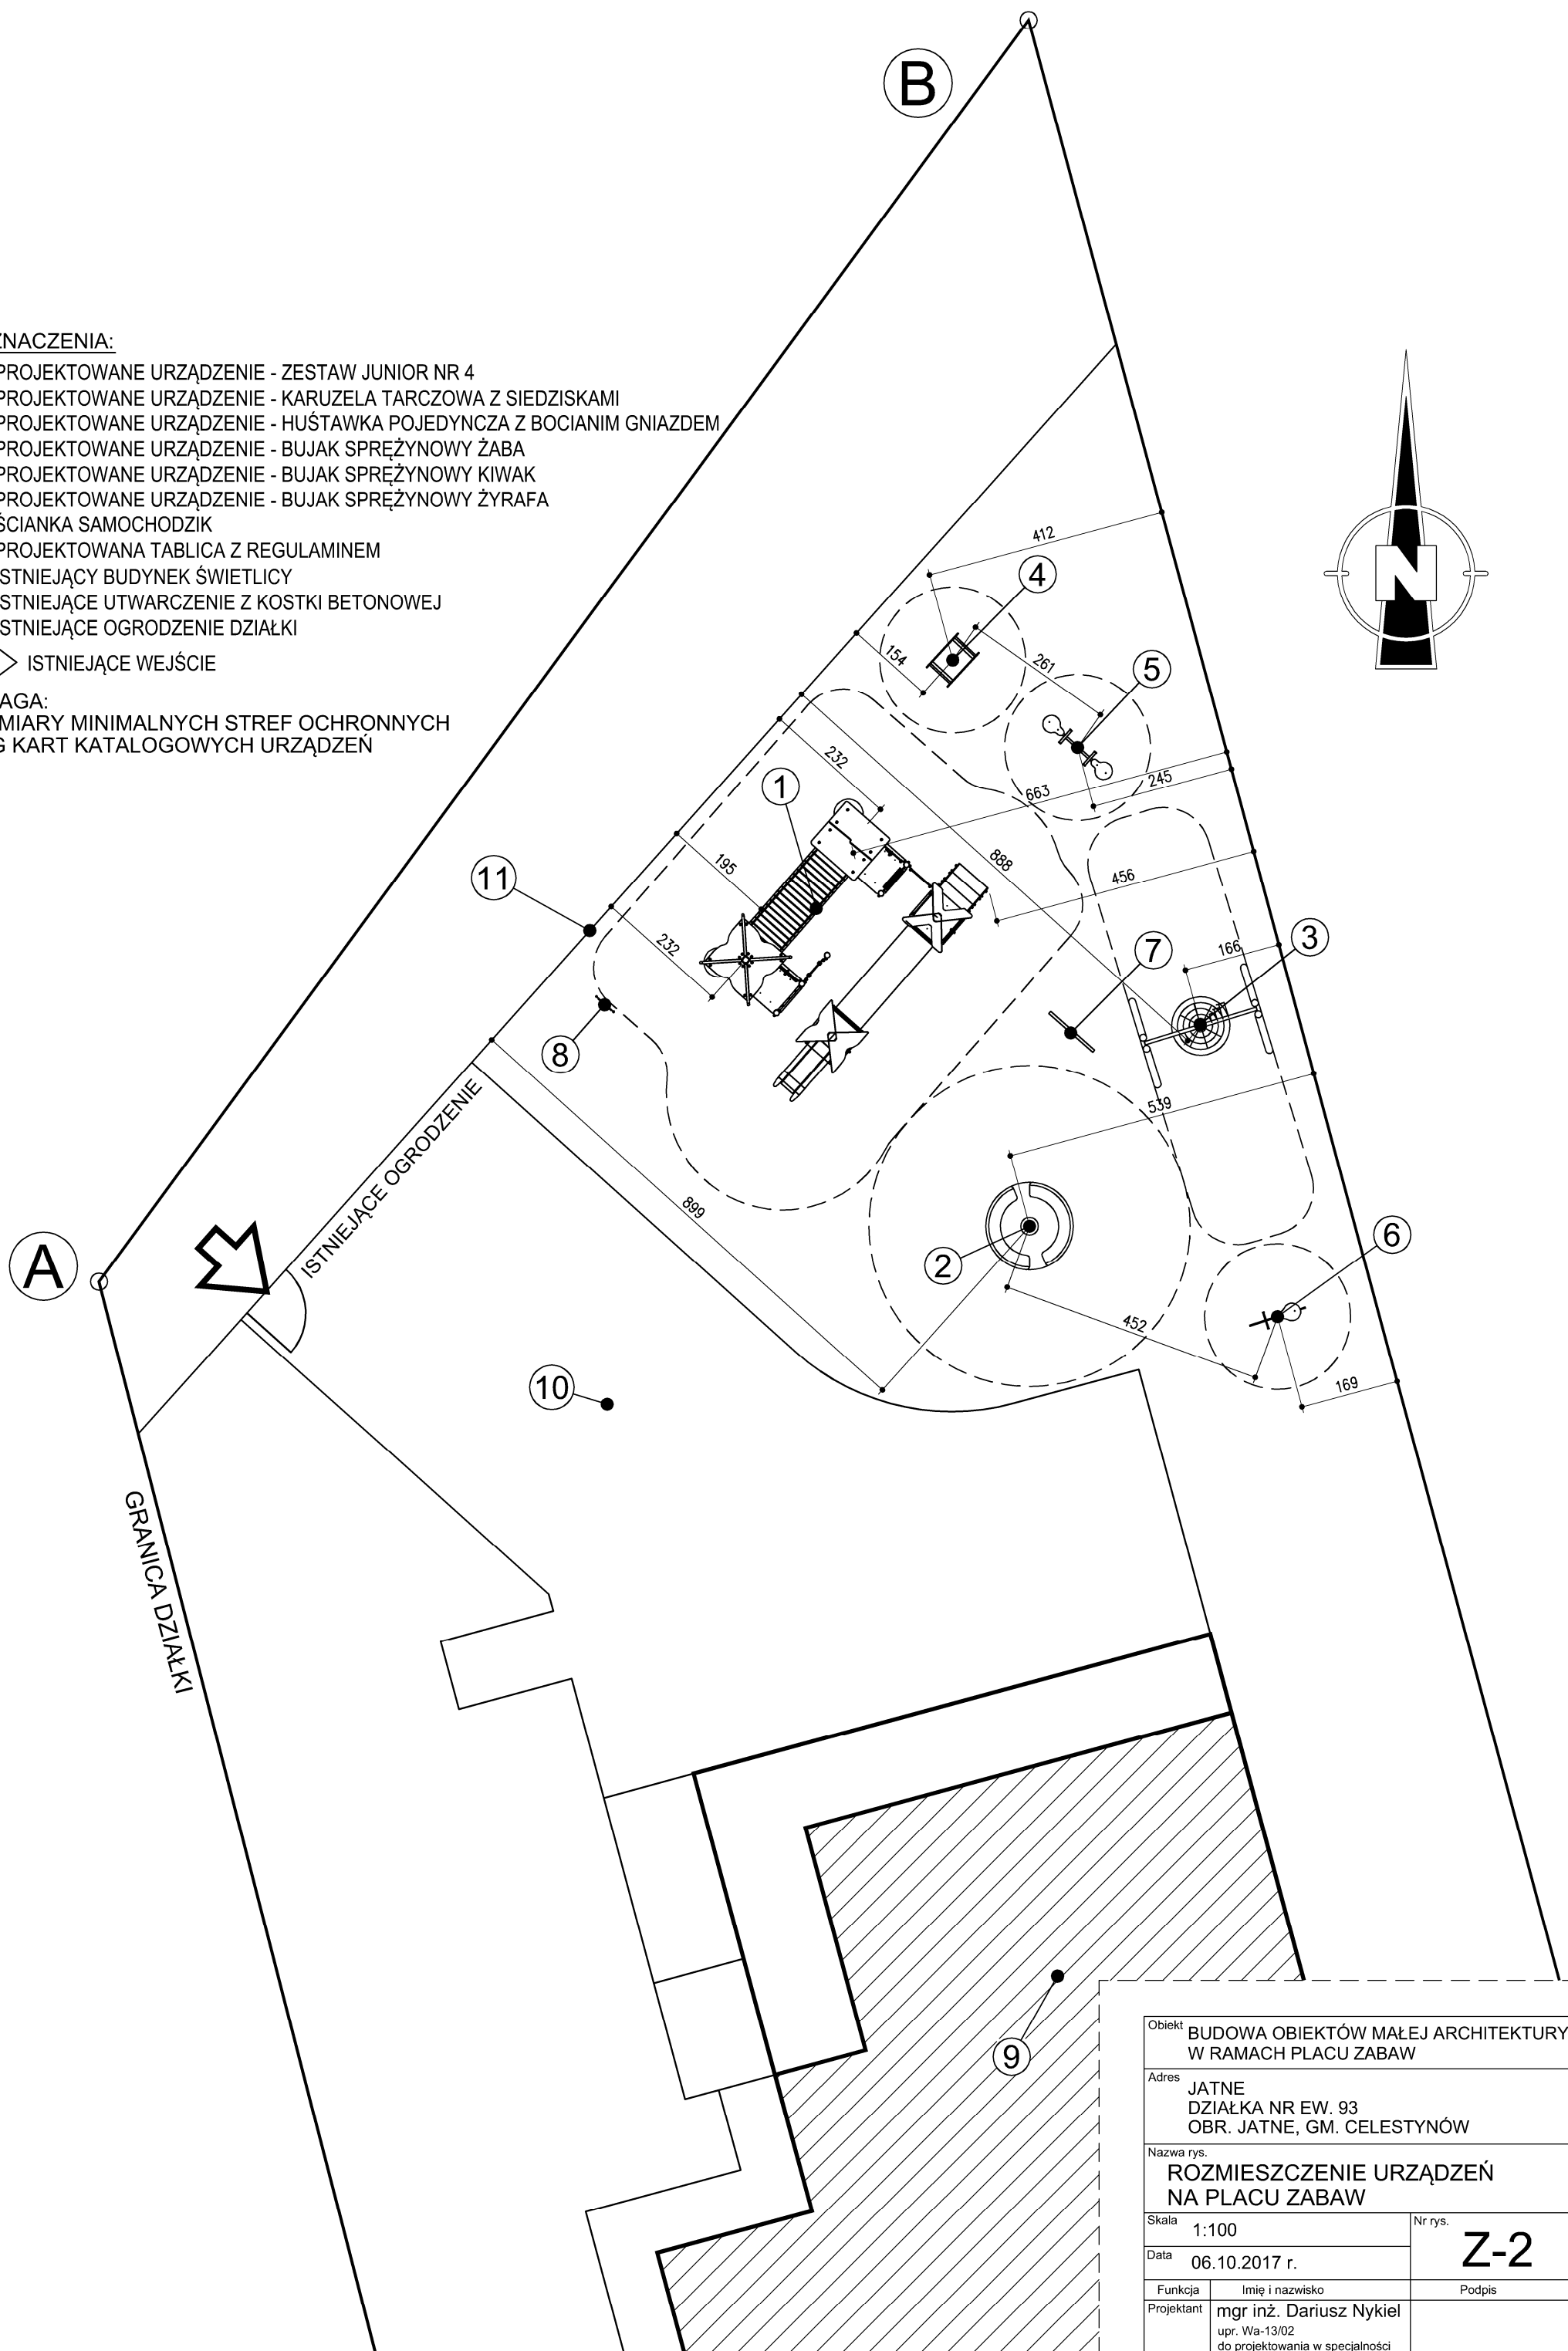 B
ZNACZENIA:
PROJEKTOWANE URZĄDZENIE - ZESTAW JUNIOR NR 4
PROJEKTOWANE URZĄDZENIE - KARUZELA TARCZOWA Z SIEDZISKAMI
PROJEKTOWANE URZĄDZENIE - HUŚTAWKA POJEDYNCZA Z BOCIANIM GNIAZDEM
PROJEKTOWANE URZĄDZENIE - BUJAK SPRĘŻYNOWY ŻABA
PROJEKTOWANE URZĄDZENIE - BUJAK SPRĘŻYNOWY KIWAK
PROJEKTOWANE URZĄDZENIE - BUJAK SPRĘŻYNOWY ŻYRAFA
ŚCIANKA SAMOCHODZIK
PROJEKTOWANA TABLICA Z REGULAMINEM
ISTNIEJĄCY BUDYNEK ŚWIETLICY
ISTNIEJĄCE UTWARCZENIE Z KOSTKI BETONOWEJ
ISTNIEJĄCE OGRODZENIE DZIAŁKI
ISTNIEJĄCE WEJŚCIE
AGA:
MIARY MINIMALNYCH STREF OCHRONNYCH
G KART KATALOGOWYCH URZĄDZEŃ
N
412
4
154
261
5
232
1
663
245
195
888
456
11
232
7
166
3
8
539
ISTNIEJĄCE OGRODZENIE
899
A
2
6
452
169
10
GRANICA DZIAŁKI
9
Obiekt
BUDOWA OBIEKTÓW MAŁEJ ARCHITEKTURY
W RAMACH PLACU ZABAW
Adres
JATNE
DZIAŁKA NR EW. 93
OBR. JATNE, GM. CELESTYNÓW
Nazwa rys.
ROZMIESZCZENIE URZĄDZEŃ
NA PLACU ZABAW
Skala 1:100
Nr rys.
Z-2
Data 06.10.2017 r.
Funkcja Imię i nazwisko Podpis
Projektant mgr inż. Dariusz Nykiel
upr. Wa-13/02
do projektowania w specjalności